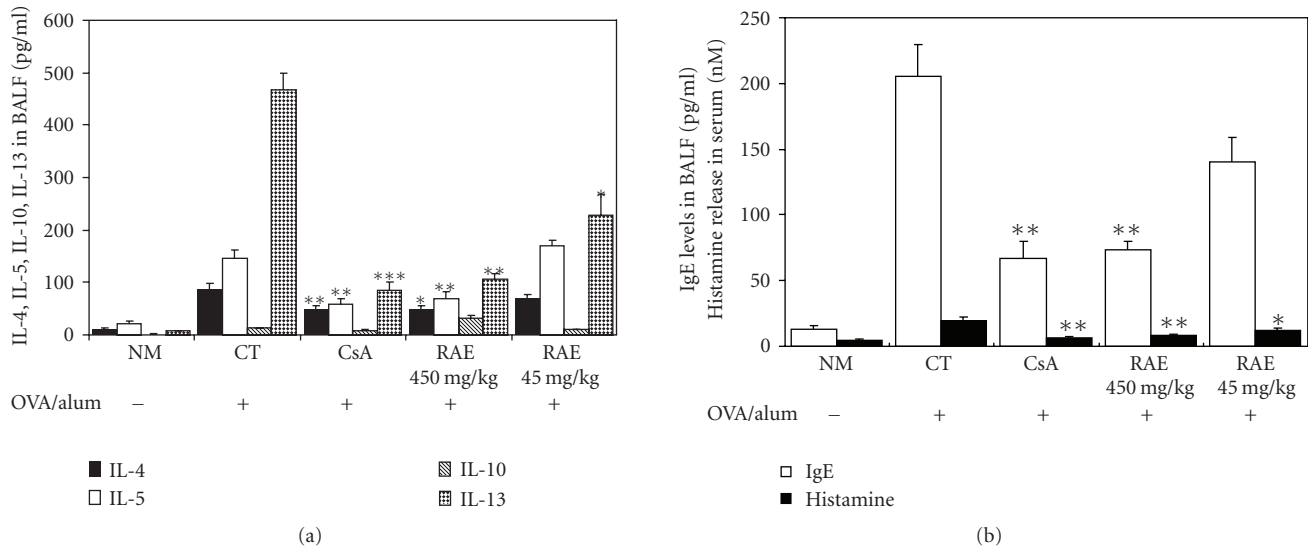 IL-4, IL-5, IL-10, IL-13 in BALF (pg/ml)
600
500
400
300
200
100
0
** ** *** * ** ** *
NM CT CsA RAE RAE
450 mg/kg 45 mg/kg
OVA/alum − + + + +
IL-4 IL-10
IL-5 IL-13
(a)
IgE levels in BALF (pg/ml)
Histamine release in serum (nM)
250
200
150
100
50
0
** ** ** ** *
NM CT CsA RAE RAE
450 mg/kg 45 mg/kg
OVA/alum − + + + +
IgE
Histamine
(b)